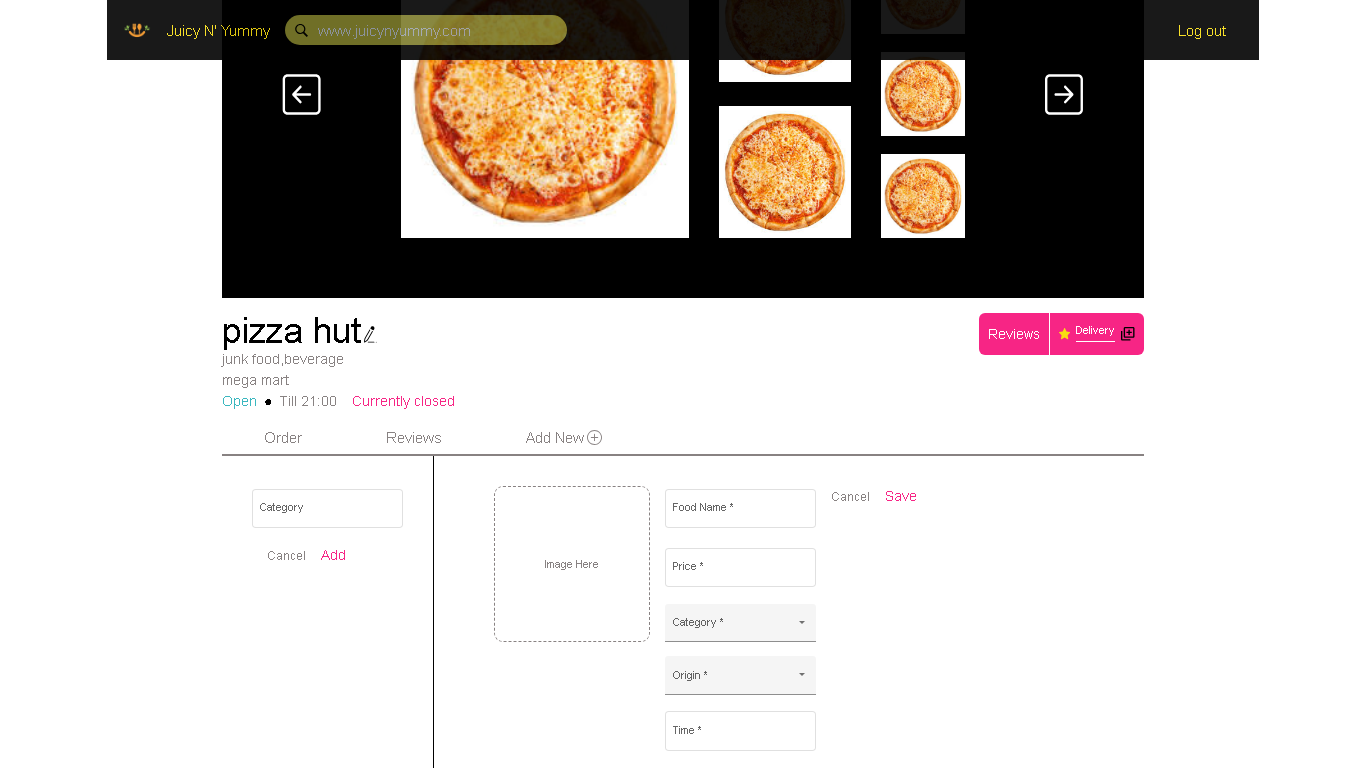 Juicy N' Yummy
www.juicynyummy.com
Log out
pizza hut
Reviews
Delivery
junk food,beverage
mega mart
Open • Till 21:00 Currently closed
Order Reviews Add New
Category
Cancel Add
Image Here
Food Name *
Cancel Save
Price *
Category *
Origin *
Time *